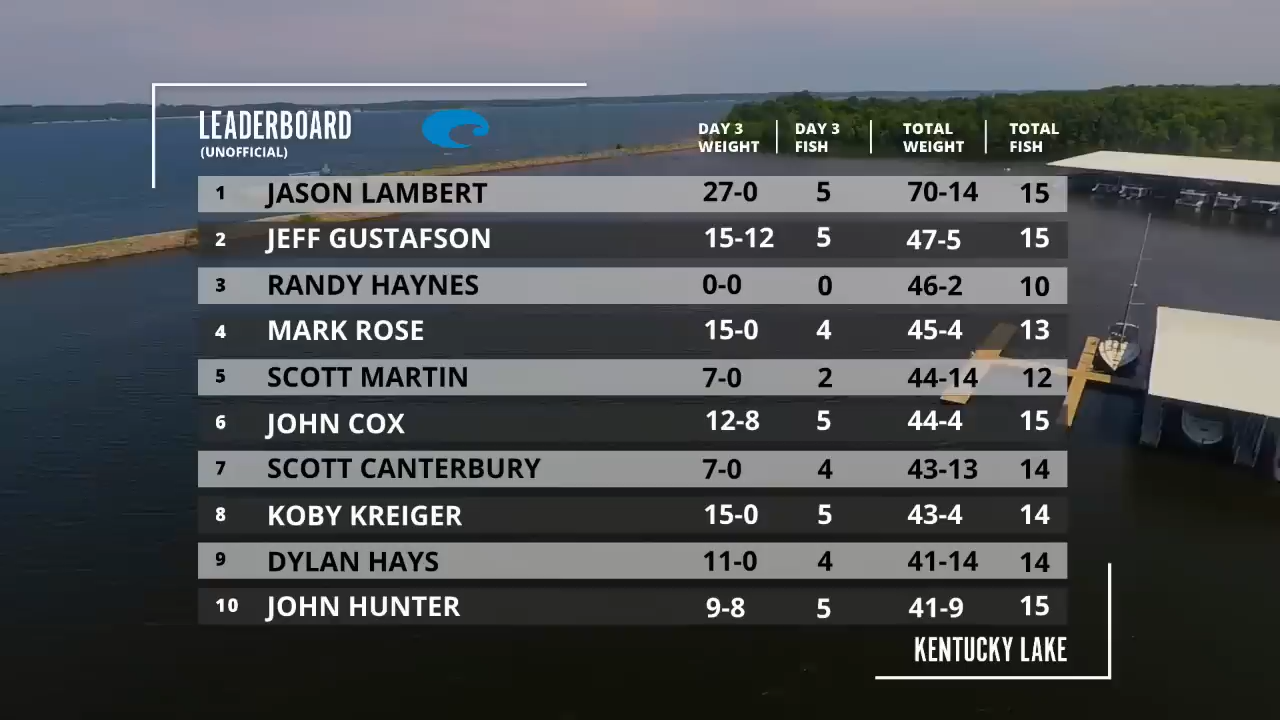 LEADERBOARD
(UNOFFICIAL)
DAY 3 WEIGHT | DAY 3 FISH | TOTAL WEIGHT | TOTAL FISH
1 JASON LAMBERT 27-0 5 70-14 15
2 JEFF GUSTAFSON 15-12 5 47-5 15
3 RANDY HAYNES 0-0 0 46-2 10
4 MARK ROSE 15-0 4 45-4 13
5 SCOTT MARTIN 7-0 2 44-14 12
6 JOHN COX 12-8 5 44-4 15
7 SCOTT CANTERBURY 7-0 4 43-13 14
8 KOBY KREIGER 15-0 5 43-4 14
9 DYLAN HAYS 11-0 4 41-14 14
10 JOHN HUNTER 9-8 5 41-9 15
KENTUCKY LAKE